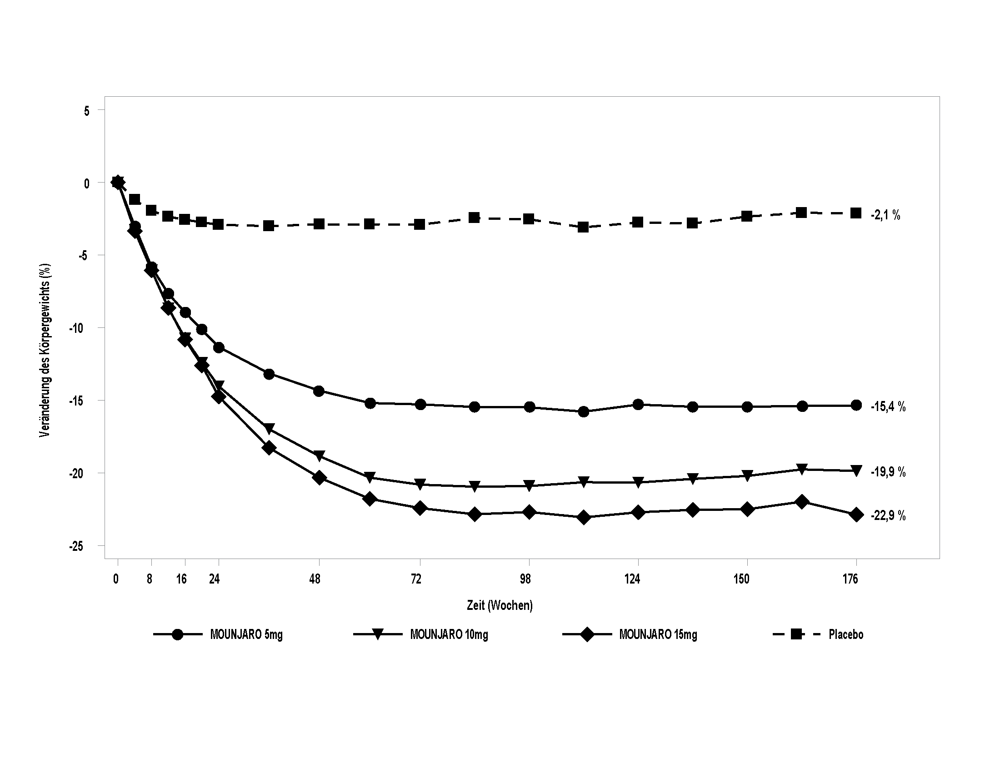 Veränderung des Körpergewichts (%)
5
0
-5
-10
-15
-20
-25
-2,1 %
-15,4 %
-19,9 %
-22,9 %
0 8 16 24 48 72 98 124 150 176
Zeit (Wochen)
MOUNJARO 5mg MOUNJARO 10mg MOUNJARO 15mg Placebo